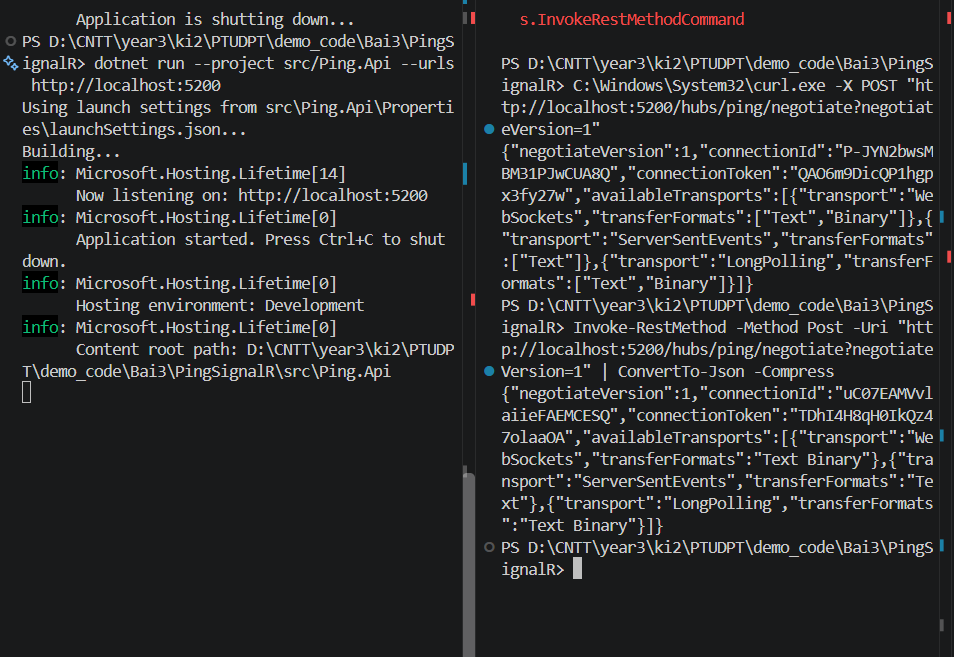 Application is shutting down...
PS D:\CNTT\year3\ki2\PTUDPT\demo_code\Bai3\PingS
ignalR> dotnet run --project src/Ping.Api --urls
http://localhost:5200
Using launch settings from src\Ping.Api\Properti
es\launchSettings.json...
Building...
info: Microsoft.Hosting.Lifetime[14]
Now listening on: http://localhost:5200
info: Microsoft.Hosting.Lifetime[0]
Application started. Press Ctrl+C to shut
down.
info: Microsoft.Hosting.Lifetime[0]
Hosting environment: Development
info: Microsoft.Hosting.Lifetime[0]
Content root path: D:\CNTT\year3\ki2\PTUDP
T\demo_code\Bai3\PingSignalR\src\Ping.Api
s.InvokeRestMethodCommand
PS D:\CNTT\year3\ki2\PTUDPT\demo_code\Bai3\PingS
ignalR> C:\Windows\System32\curl.exe -X POST "ht
tp://localhost:5200/hubs/ping/negotiate?negotiat
eVersion=1"
{"negotiateVersion":1,"connectionId":"P-JYN2bwsM
BM31PJwCUA8Q","connectionToken":"QAO6m9DicQP1hgp
x3fy27w","availableTransports":[{"transport":"We
bSockets","transferFormats":["Text","Binary"]},{
"transport":"ServerSentEvents","transferFormats"
:["Text"]},{"transport":"LongPolling","transferF
ormats":["Text","Binary"]}]}
PS D:\CNTT\year3\ki2\PTUDPT\demo_code\Bai3\PingS
ignalR> Invoke-RestMethod -Method Post -Uri "htt
p://localhost:5200/hubs/ping/negotiate?negotiate
Version=1" | ConvertTo-Json -Compress
{"negotiateVersion":1,"connectionId":"uC07EAMVvl
aiieFAEMCESQ","connectionToken":"TDhI4H8qH0IkQz4
7olaaOA","availableTransports":[{"transport":"We
bSockets","transferFormats":"Text Binary"},{"tra
nsport":"ServerSentEvents","transferFormats":"Te
xt"},{"transport":"LongPolling","transferFormats
":"Text Binary"}]}
PS D:\CNTT\year3\ki2\PTUDPT\demo_code\Bai3\PingS
ignalR>